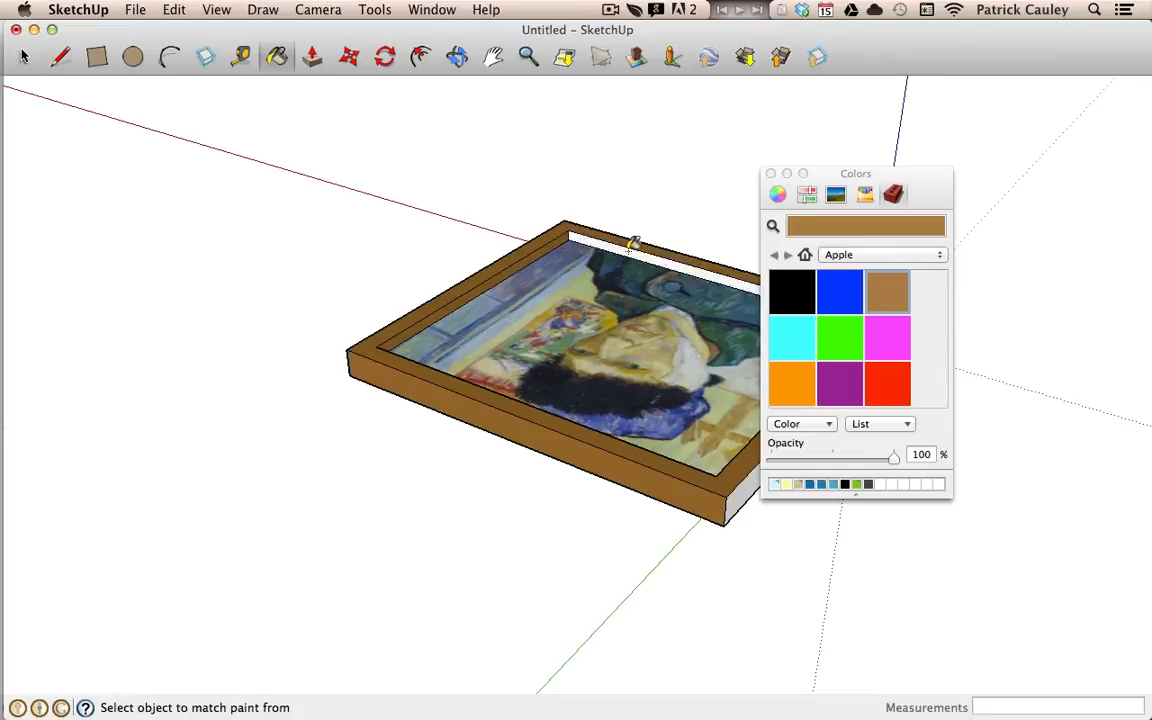 SketchUp File Edit View Draw Camera Tools Window Help 2 15 Patrick Cauley
Untitled - SketchUp
Colors
Apple
Color List
Opacity
100 %
Select object to match paint from Measurements